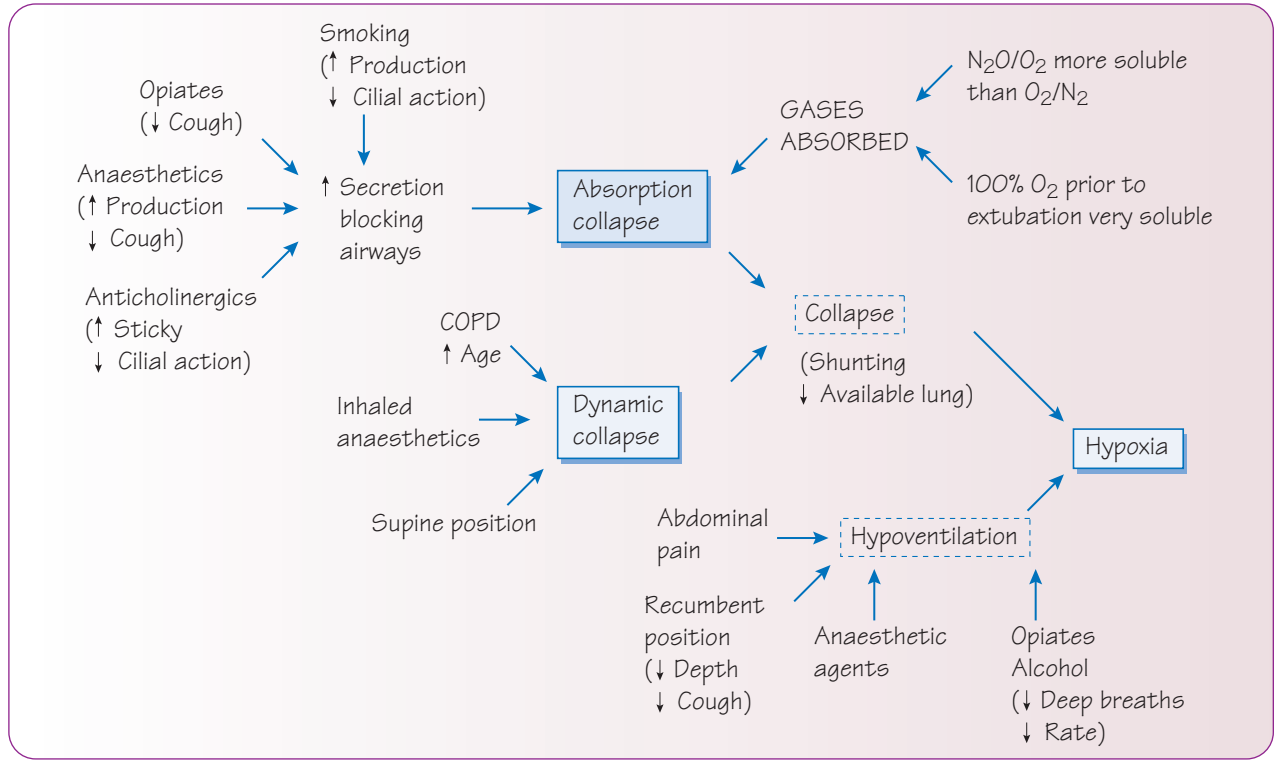 Smoking
(↑ Production
↓ Cilial action)
Opiates
(↓ Cough)
Anaesthetics
(↑ Production
↓ Cough)
Anticholinergics
(↑ Sticky
↓ Cilial action)
↑ Secretion
blocking
airways
Absorption
collapse
GASES
ABSORBED
N2O/O2 more soluble
than O2/N2
100% O2 prior to
extubation very soluble
COPD
↑ Age
Inhaled
anaesthetics
Supine position
Dynamic
collapse
Collapse
(Shunting
↓ Available lung)
Hypoxia
Abdominal
pain
Hypoventilation
Recumbent
position
(↓ Depth
↓ Cough)
Anaesthetic
agents
Opiates
Alcohol
(↓ Deep breaths
↓ Rate)